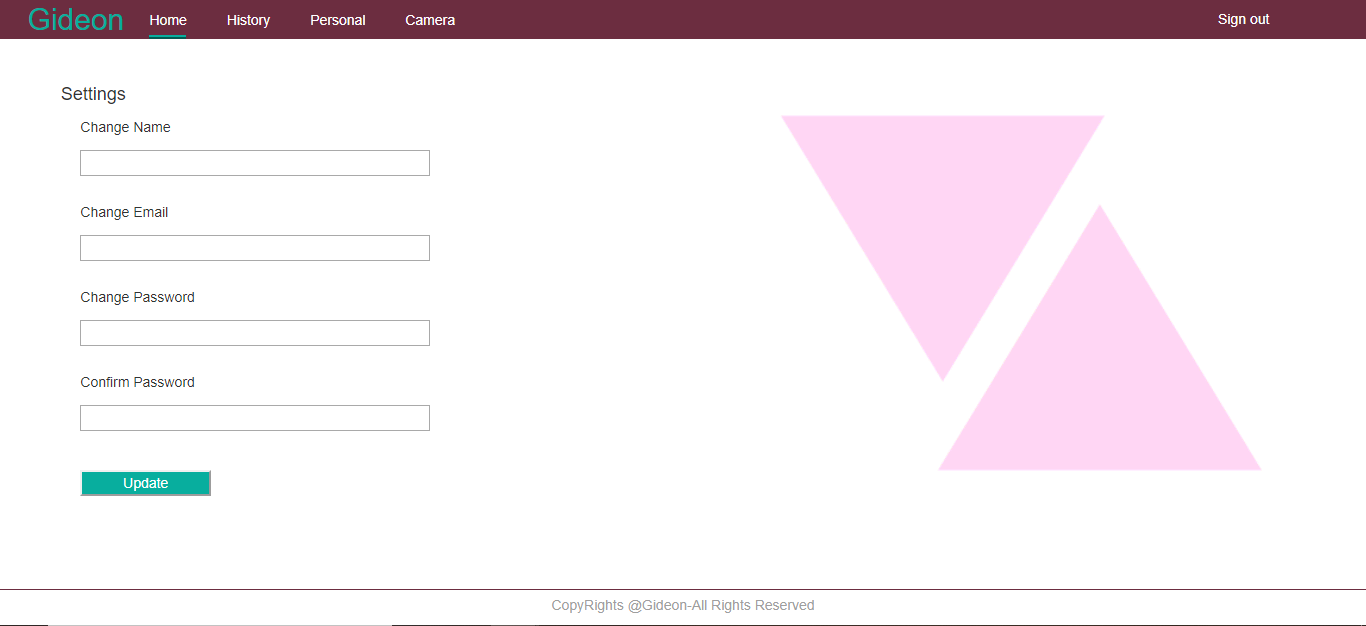 Gideon Home History Personal Camera Sign out
Settings
Change Name
Change Email
Change Password
Confirm Password
Update
CopyRights @Gideon-All Rights Reserved